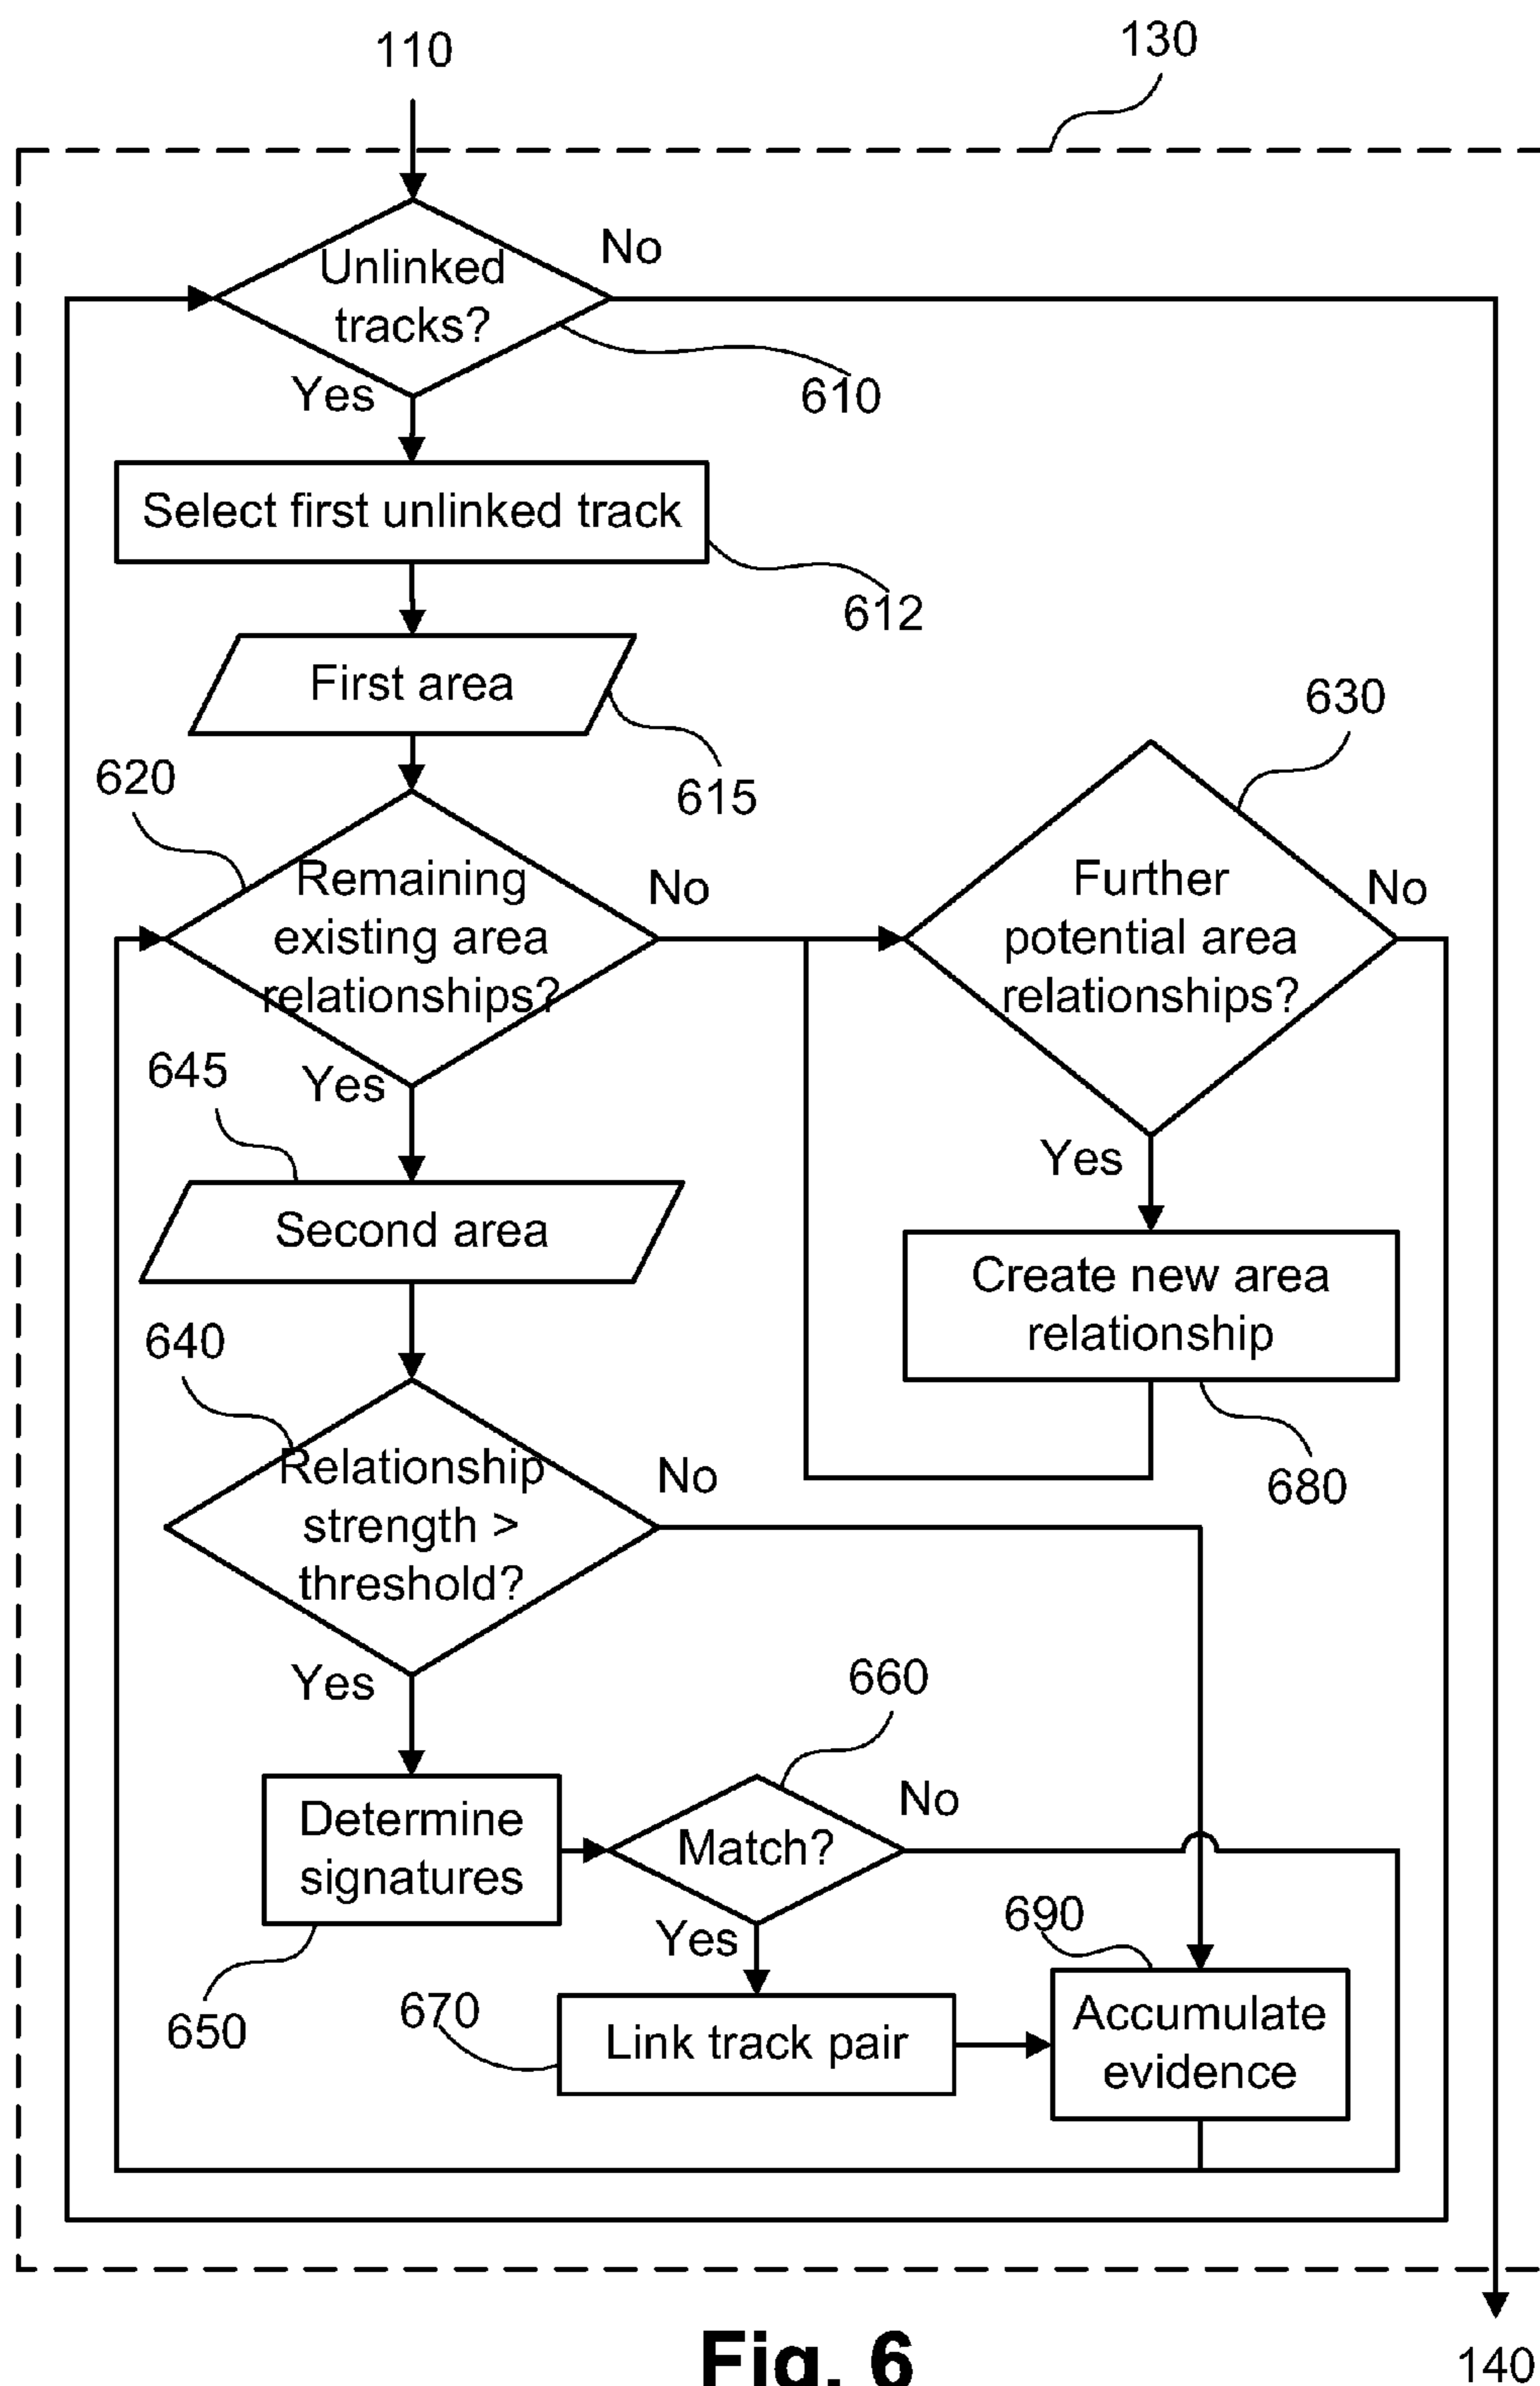 110
130
Unlinked
tracks?
No
610
Yes
Select first unlinked track
612
First area
615
630
620
Remaining
existing area
relationships?
No
Further
potential area
relationships?
No
645
Yes
Yes
Second area
Create new area
relationship
640
680
Relationship
strength >
threshold?
No
Yes
660
Determine
signatures
Match?
No
690
Yes
650
670
Link track pair
Accumulate
evidence
Fig. 6
140